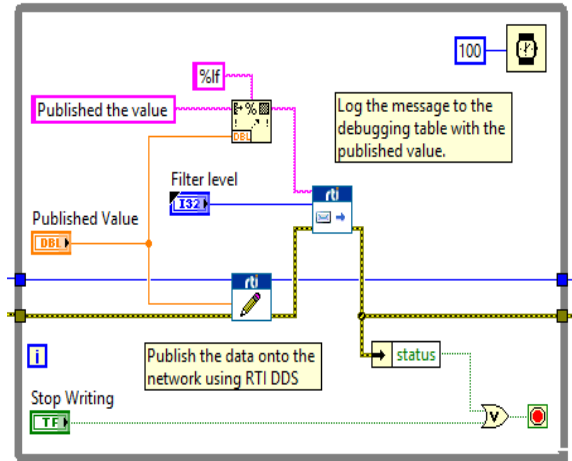 100
%lf
Published the value
Log the message to the
debugging table with the
published value.
DBL
Filter level
I32
rti
Published Value
DBL
rti
i
Publish the data onto the
network using RTI DDS
status
Stop Writing
TF
V